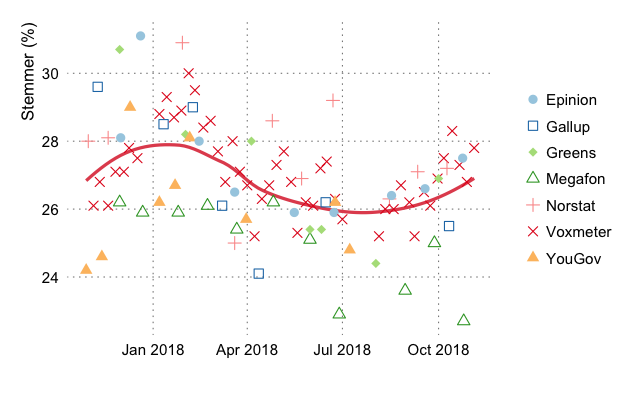 Stemmer (%)
30
28
26
24
Jan 2018 Apr 2018 Jul 2018 Oct 2018
Epinion
Gallup
Greens
Megafon
Norstat
Voxmeter
YouGov